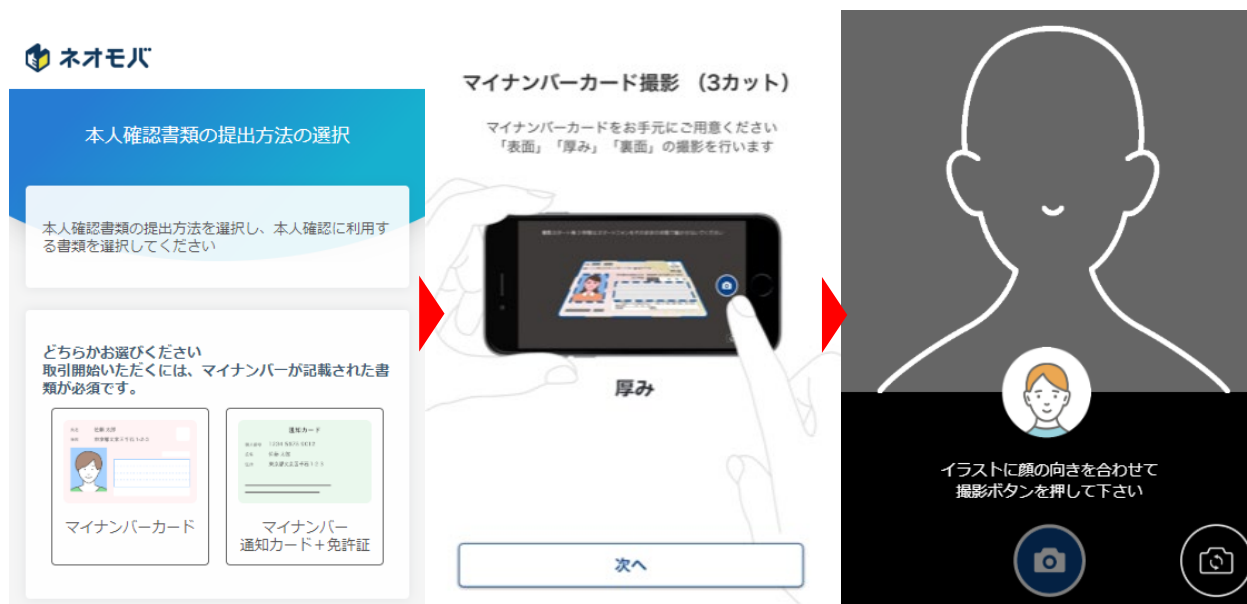 ネオモバ
本人確認書類の提出方法の選択
本人確認書類の提出方法を選択し、本人確認に利用す
る書類を選択してください
どちらかお選びください
取引開始いただくには、マイナンバーが記載された書
類が必須です。
マイナンバーカード
通知カード
マイナンバー
通知カード＋免許証
マイナンバーカード撮影 （3カット）
マイナンバーカードをお手元にご用意ください
「表面」「厚み」「裏面」の撮影を行います
厚み
次へ
イラストに顔の向きを合わせて
撮影ボタンを押して下さい